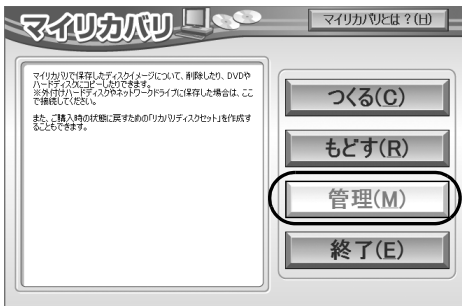 マイリカバリ
マイリカバリとは？(H)
マイリカバリで保存したディスクイメージについて、削除したり、DVDや
ハードディスクにコピーしたりできます。
※外付けハードディスクやネットワークドライブに保存した場合は、ここ
で接続してください。
また、ご購入時の状態に戻すための「リカバリディスクセット」を作成す
ることもできます。
つくる(C)
もどす(R)
管理(M)
終了(E)